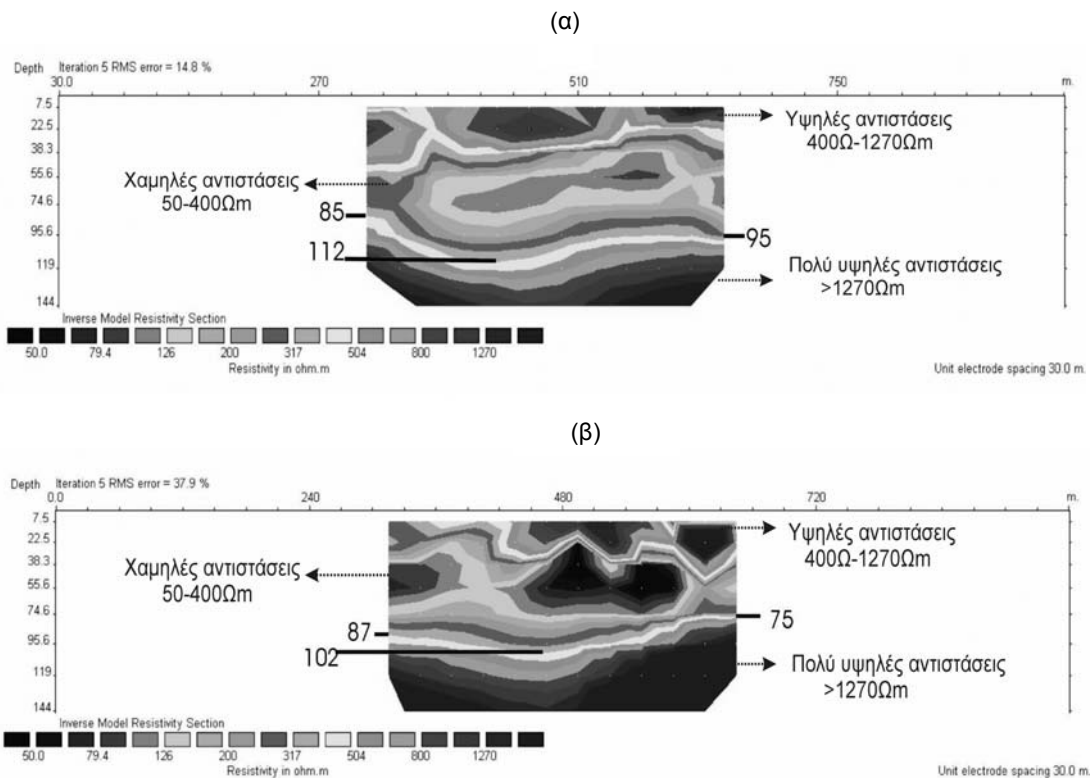 (α)
Depth Iteration 5 RMS error = 14.8 %
30.0 270 510 750 m.
7.5
22.5
38.3
55.6
74.6
95.6
119.
144.
Υψηλές αντιστάσεις
400Ω-1270Ωm
Χαμηλές αντιστάσεις
50-400Ωm
85
112
95
Πολύ υψηλές αντιστάσεις
>1270Ωm
Inverse Model Resistivity Section
50.0 79.4 126 200 317 504 800 1270
Resistivity in ohm.m
Unit electrode spacing 30.0 m.
(β)
Depth Iteration 5 RMS error = 37.9 %
0.0 240 480 720 m.
7.5
22.5
38.3
55.6
74.6
95.6
119.
144.
Υψηλές αντιστάσεις
400Ω-1270Ωm
Χαμηλές αντιστάσεις
50-400Ωm
87
102
75
Πολύ υψηλές αντιστάσεις
>1270Ωm
Inverse Model Resistivity Section
50.0 79.4 126 200 317 504 800 1270
Resistivity in ohm.m
Unit electrode spacing 30.0 m.